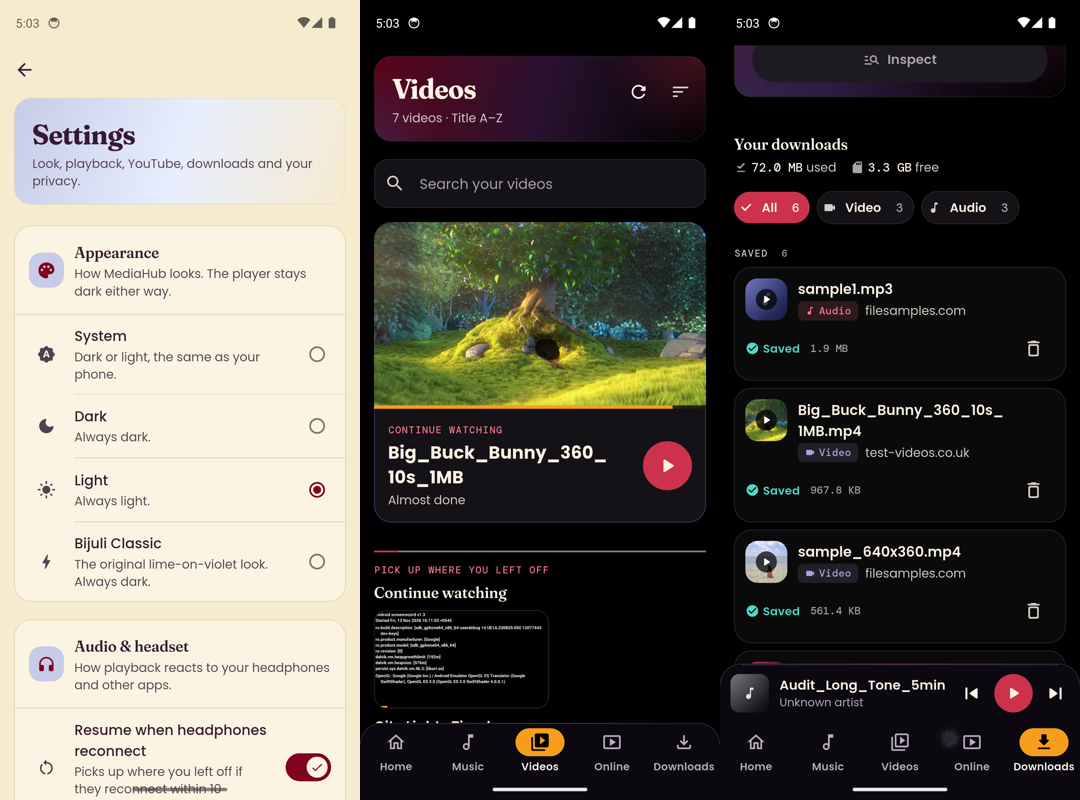 5:03
Settings
Look, playback, YouTube, downloads and your
privacy.
Appearance
How MediaHub looks. The player stays
dark either way.
System
Dark or light, the same as your
phone.
Dark
Always dark.
Light
Always light.
Bijuli Classic
The original lime-on-violet look.
Always dark.
Audio & headset
How playback reacts to your headphones
and other apps.
Resume when headphones
reconnect
Picks up where you left off if
they reconnect within 10
5:03
Videos
7 videos · Title A–Z
Search your videos
CONTINUE WATCHING
Big_Buck_Bunny_360_
10s_1MB
Almost done
PICK UP WHERE YOU LEFT OFF
Continue watching
Home
Music
Videos
Online
Downloads
5:03
Inspect
Your downloads
72.0 MB used
3.3 GB free
All 6
Video 3
Audio 3
SAVED 6
sample1.mp3
Audio
filesamples.com
Saved 1.9 MB
Big_Buck_Bunny_360_10s_
1MB.mp4
Video
test-videos.co.uk
Saved 967.8 KB
sample_640x360.mp4
Video
filesamples.com
Saved 561.4 KB
Audit_Long_Tone_5min
Unknown artist
Home
Music
Videos
Online
Downloads